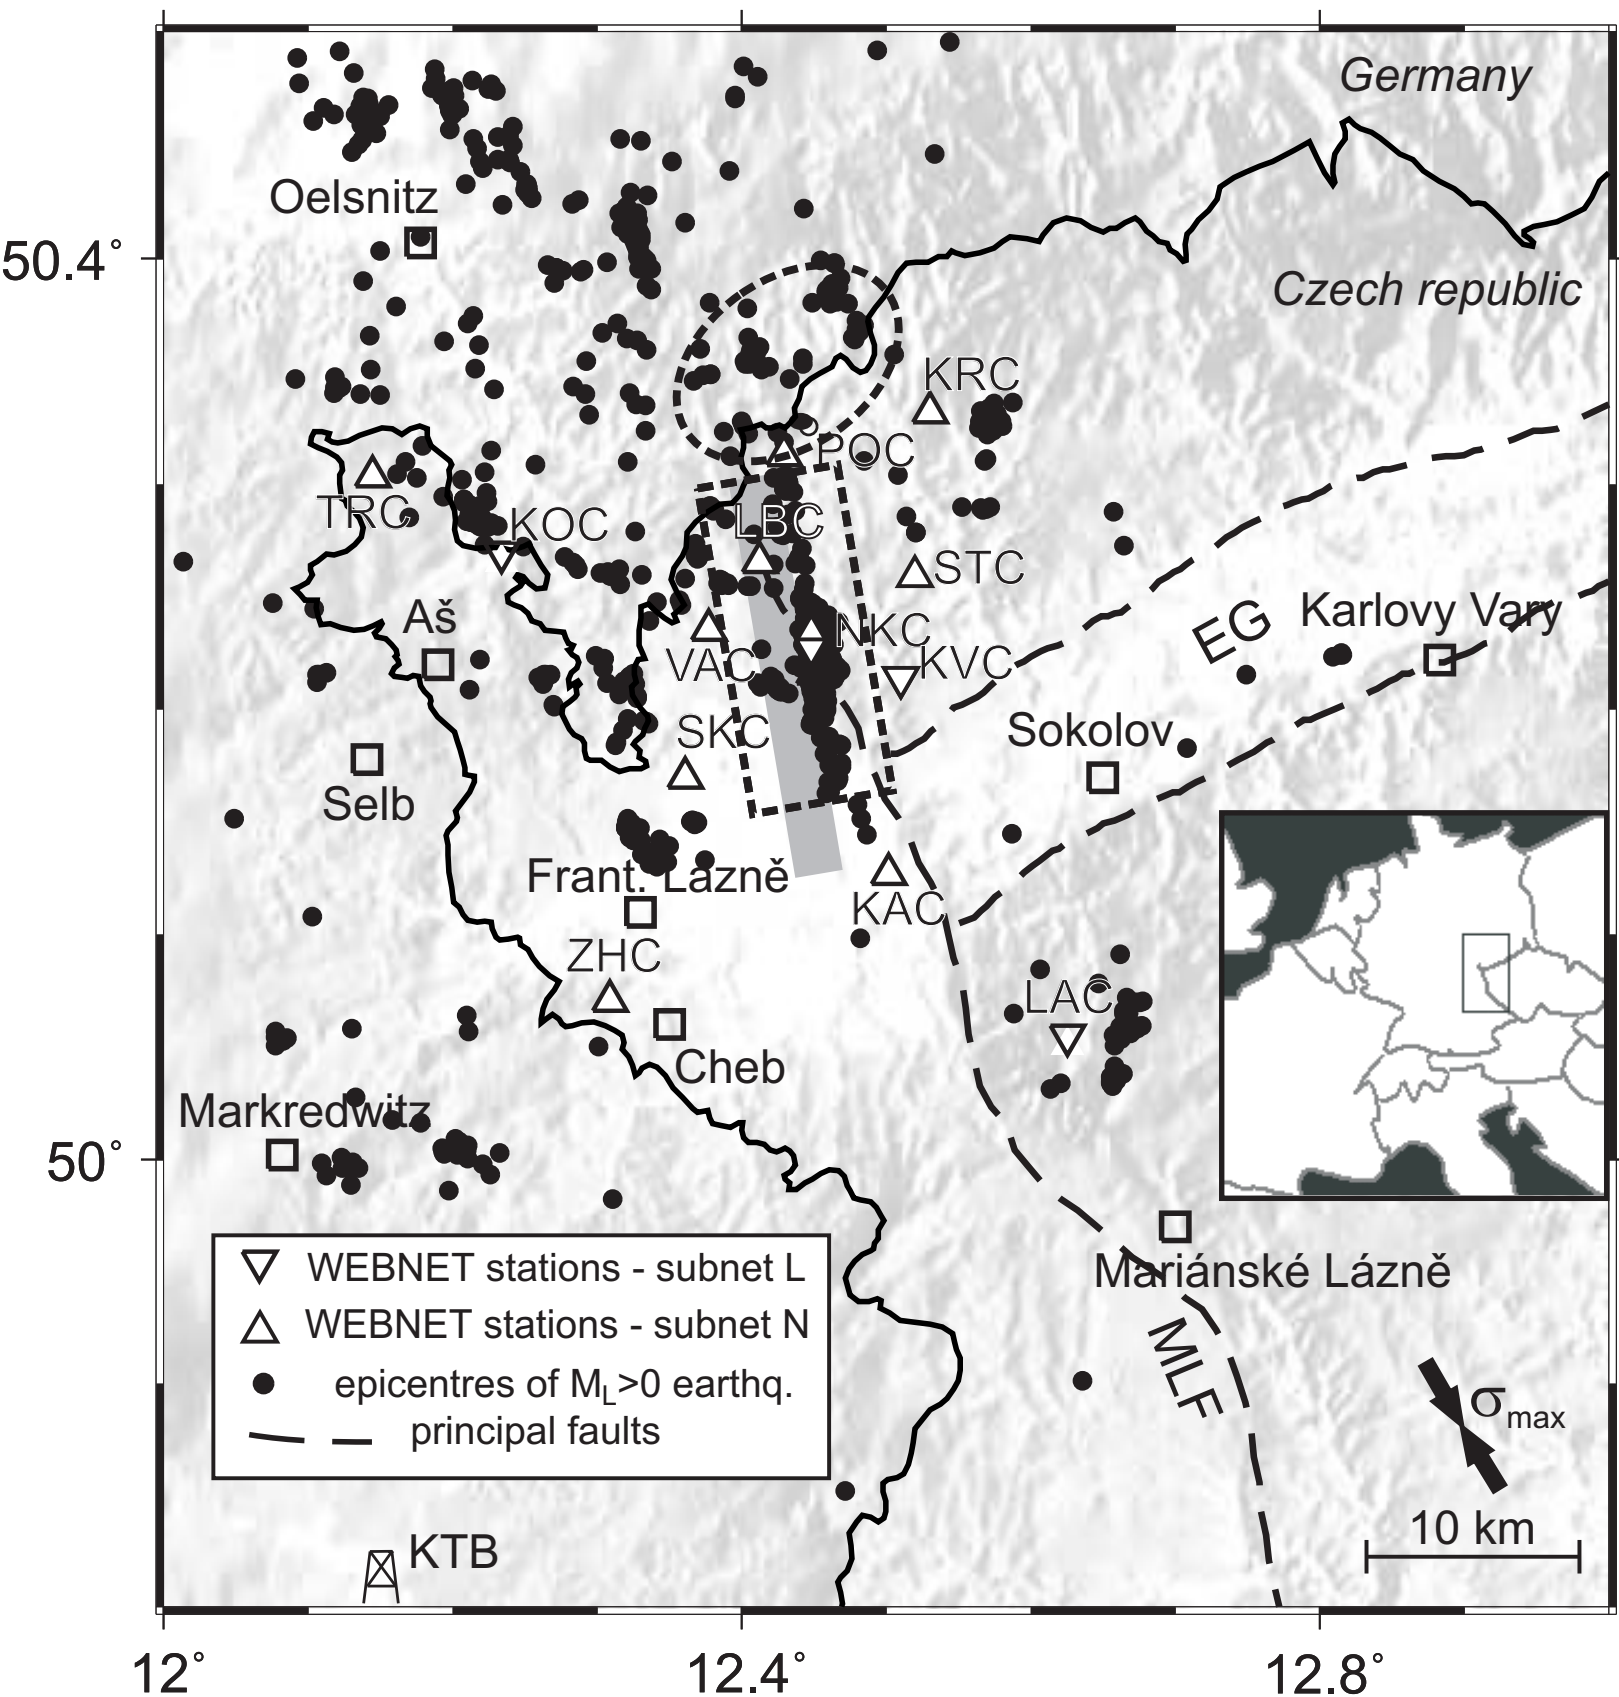 Germany
Oelsnitz
50.4°
Czech republic
KRC
POC
TRC
KOC
LBC
STC
Aš
EG
Karlovy Vary
NKC
VAC
KVC
SKC
Sokolov
Selb
Frant. Lázně
KAC
ZHC
LAC
Cheb
Markredwitz
50°
WEBNET stations - subnet L
WEBNET stations - subnet N
epicentres of ML>0 earthq.
principal faults
Mariánské Lázně
MLF
σmax
10 km
KTB
12°
12.4°
12.8°